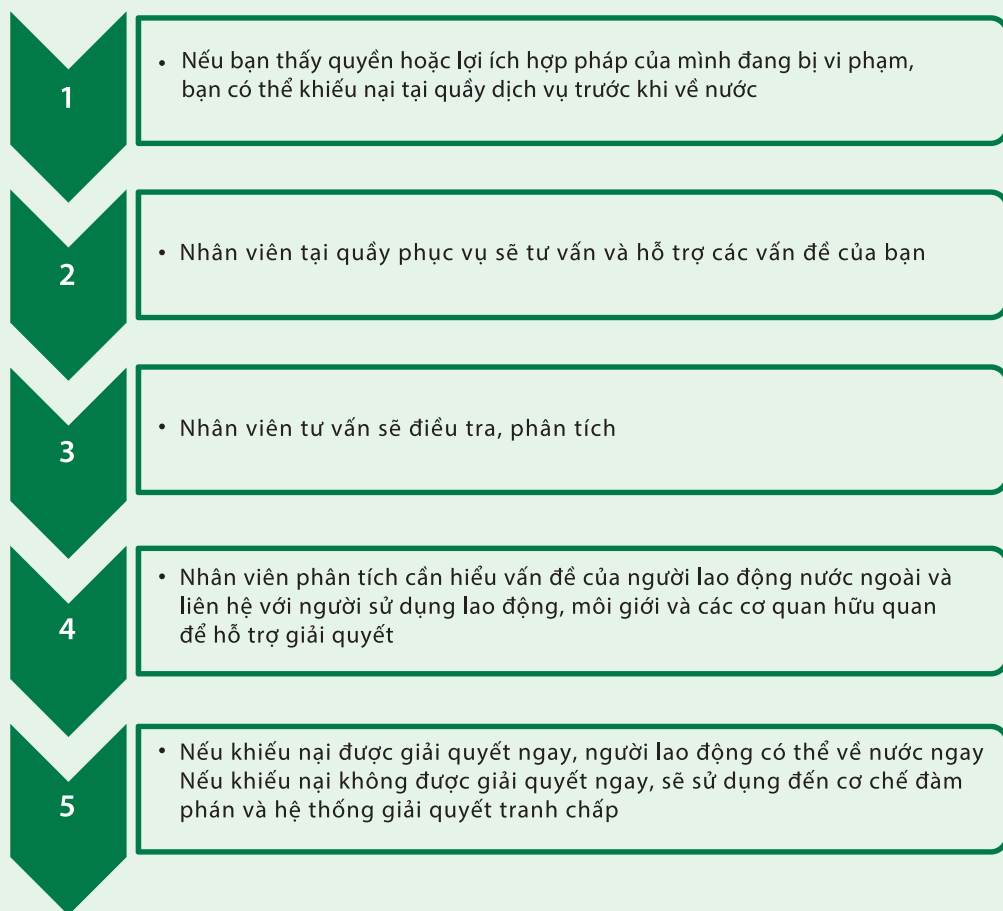 1
• Nếu bạn thấy quyền hoặc lợi ích hợp pháp của mình đang bị vi phạm,
bạn có thể khiếu nại tại quầy dịch vụ trước khi về nước
2
• Nhân viên tại quầy phục vụ sẽ tư vấn và hỗ trợ các vấn đề của bạn
3
• Nhân viên tư vấn sẽ điều tra, phân tích
4
• Nhân viên phân tích cần hiểu vấn đề của người lao động nước ngoài và
liên hệ với người sử dụng lao động, môi giới và các cơ quan hữu quan
để hỗ trợ giải quyết
5
• Nếu khiếu nại được giải quyết ngay, người lao động có thể về nước ngay
Nếu khiếu nại không được giải quyết ngay, sẽ sử dụng đến cơ chế đàm
phán và hệ thống giải quyết tranh chấp